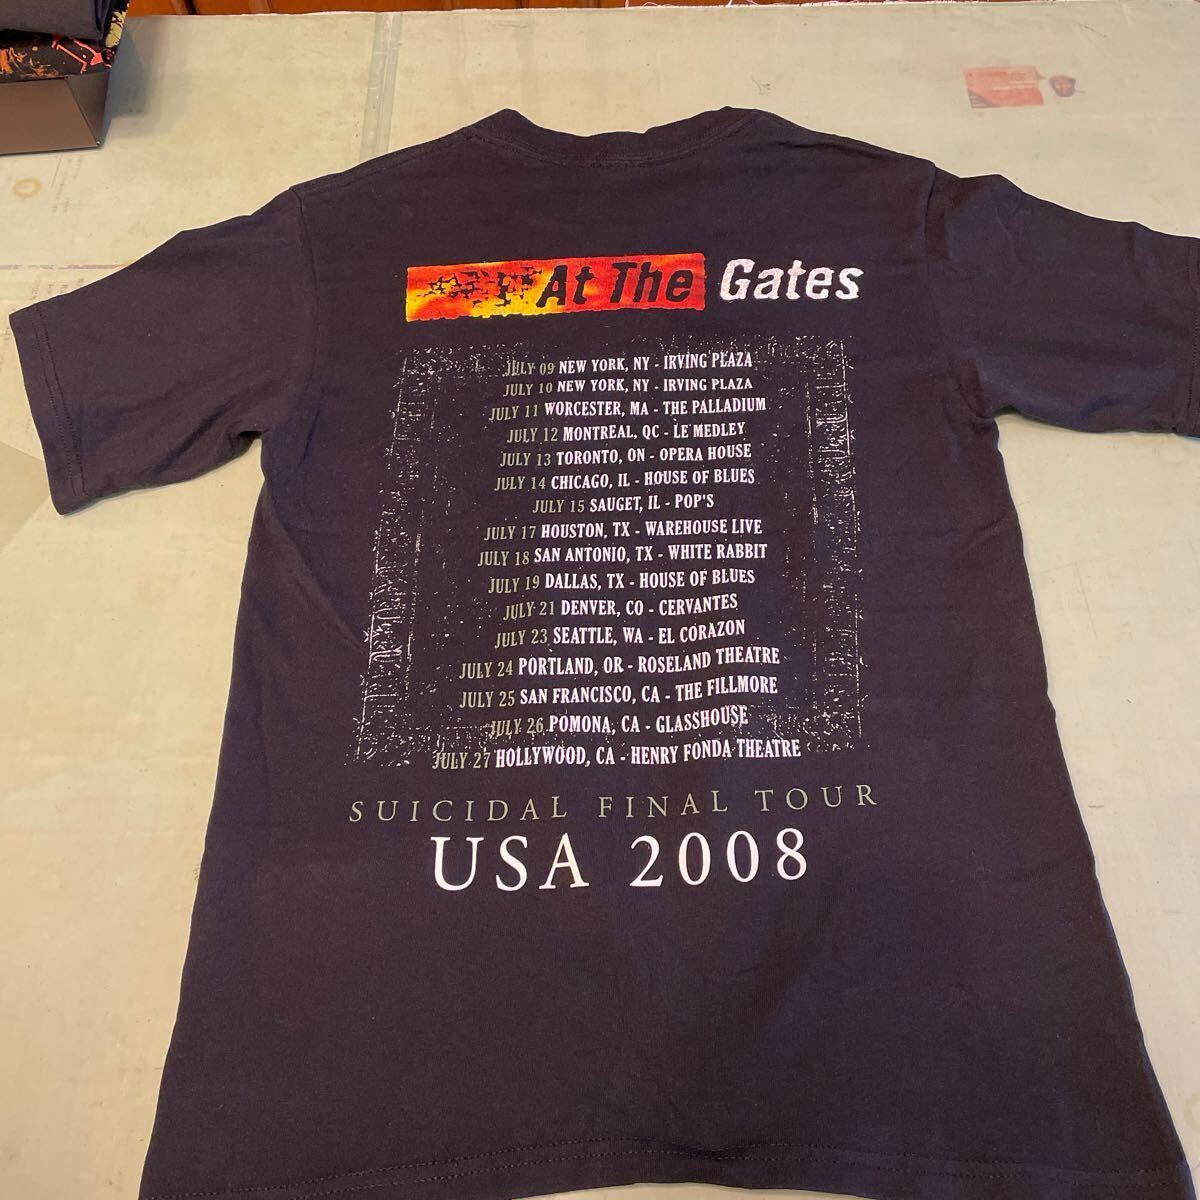 At The Gates
JULY 09 NEW YORK, NY - IRVING PLAZA
JULY 10 NEW YORK, NY - IRVING PLAZA
JULY 11 WORCESTER, MA - THE PALLADIUM
JULY 12 MONTREAL, QC - LE MEDLEY
JULY 13 TORONTO, ON - OPERA HOUSE
JULY 14 CHICAGO, IL - HOUSE OF BLUES
JULY 15 SAUGET, IL - POP'S
JULY 17 HOUSTON, TX - WAREHOUSE LIVE
JULY 18 SAN ANTONIO, TX - WHITE RABBIT
JULY 19 DALLAS, TX - HOUSE OF BLUES
JULY 21 DENVER, CO - CERVANTES
JULY 23 SEATTLE, WA - EL CORAZON
JULY 24 PORTLAND, OR - ROSELAND THEATRE
JULY 25 SAN FRANCISCO, CA - THE FILLMORE
JULY 26 POMONA, CA - GLASSHOUSE
JULY 27 HOLLYWOOD, CA - HENRY FONDA THEATRE
SUICIDAL FINAL TOUR
USA 2008